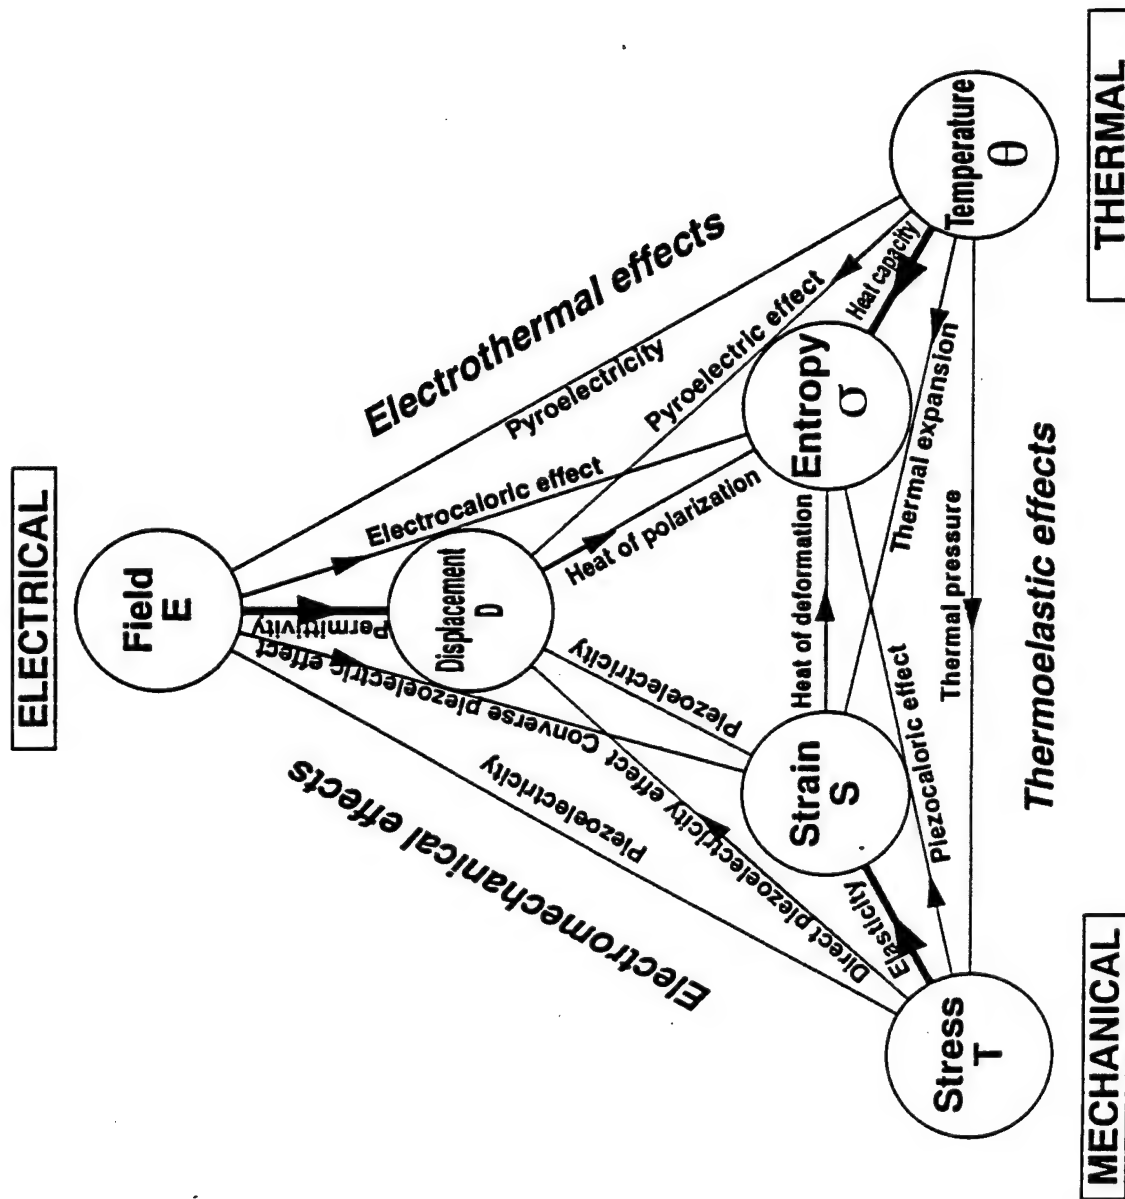 ELECTRICAL
Field
E
Permittivity
Converse piezoelectric effect
Piezoelectricity
Electromechanical effects
Electrocaloric effect
Pyroelectricity
Electrothermal effects
Displacement
D
Piezoelectricity
Direct piezoelectricity effect
Heat of polarization
Pyroelectric effect
Strain
S
Heat of deformation
Entropy
σ
Heat capacity
Elasticity
Piezocaloric effect
Thermal expansion
Thermal pressure
Stress
T
Temperature
θ
Thermoelastic effects
MECHANICAL
THERMAL